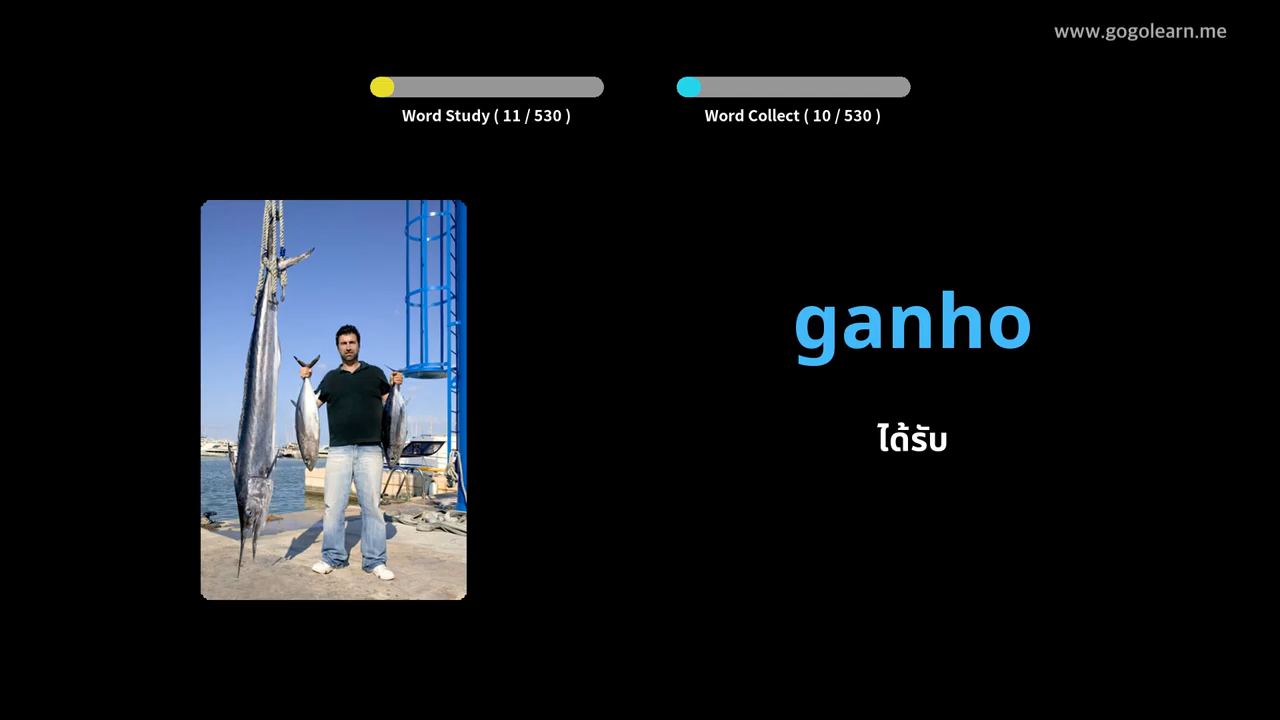 www.gogolearn.me
Word Study ( 11 / 530 )
Word Collect ( 10 / 530 )
ganho
ได้รับ